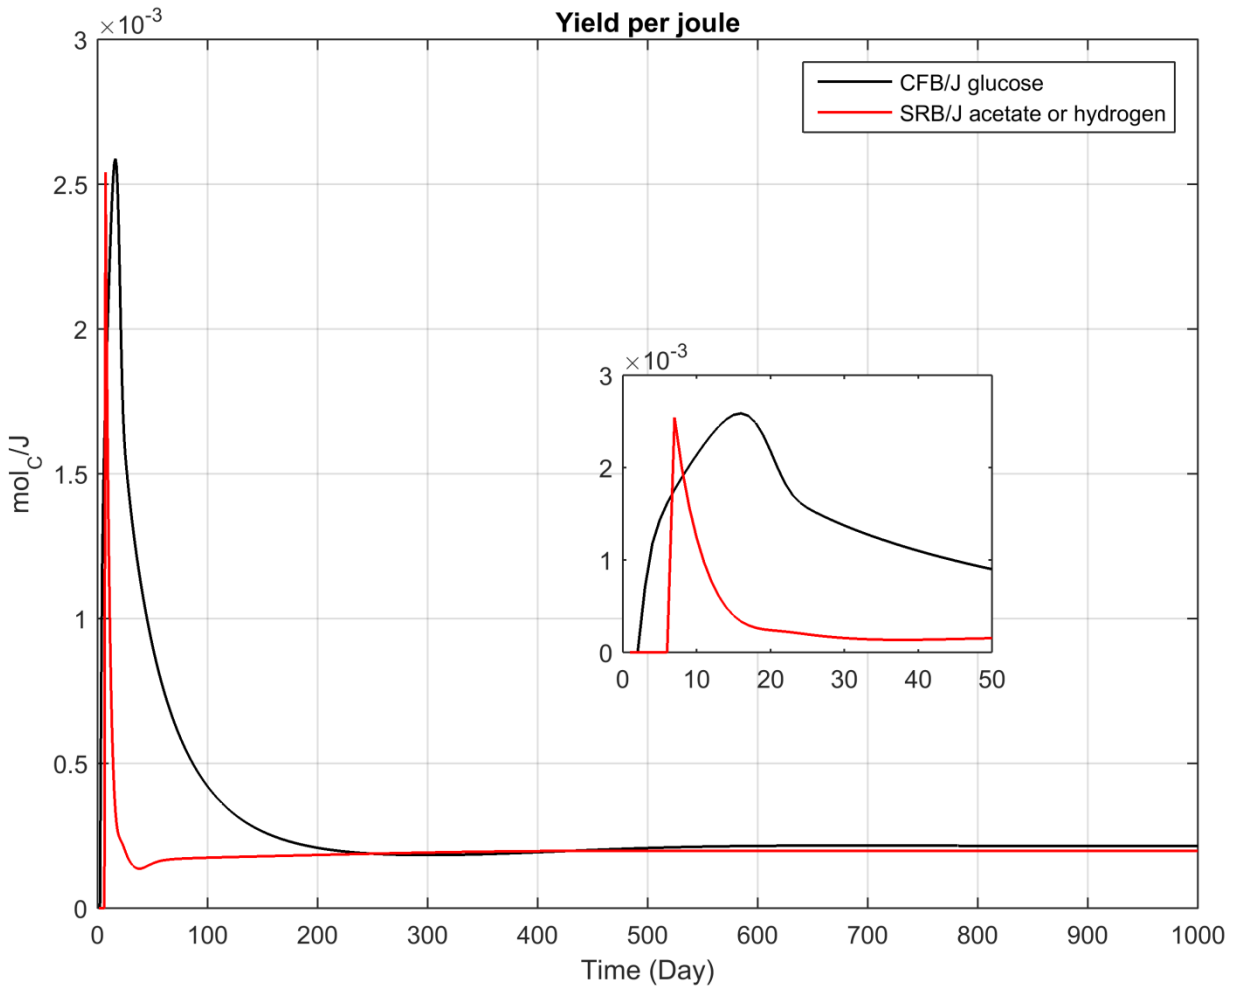 Yield per joule
×10-3
3
2.5
2
1.5
1
0.5
0
mol_C/J
CFB/J glucose
SRB/J acetate or hydrogen
×10-3
3
2
1
0
0 10 20 30 40 50
0 100 200 300 400 500 600 700 800 900 1000
Time (Day)